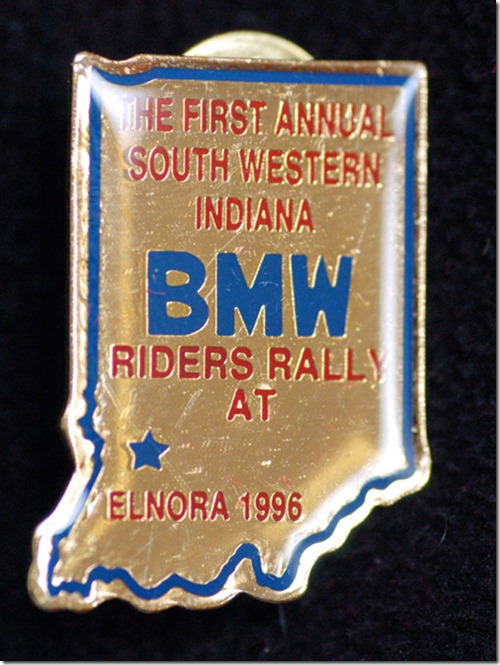 THE FIRST ANNUAL
SOUTH WESTERN
INDIANA
BMW
RIDERS RALLY
AT
ELNORA 1996